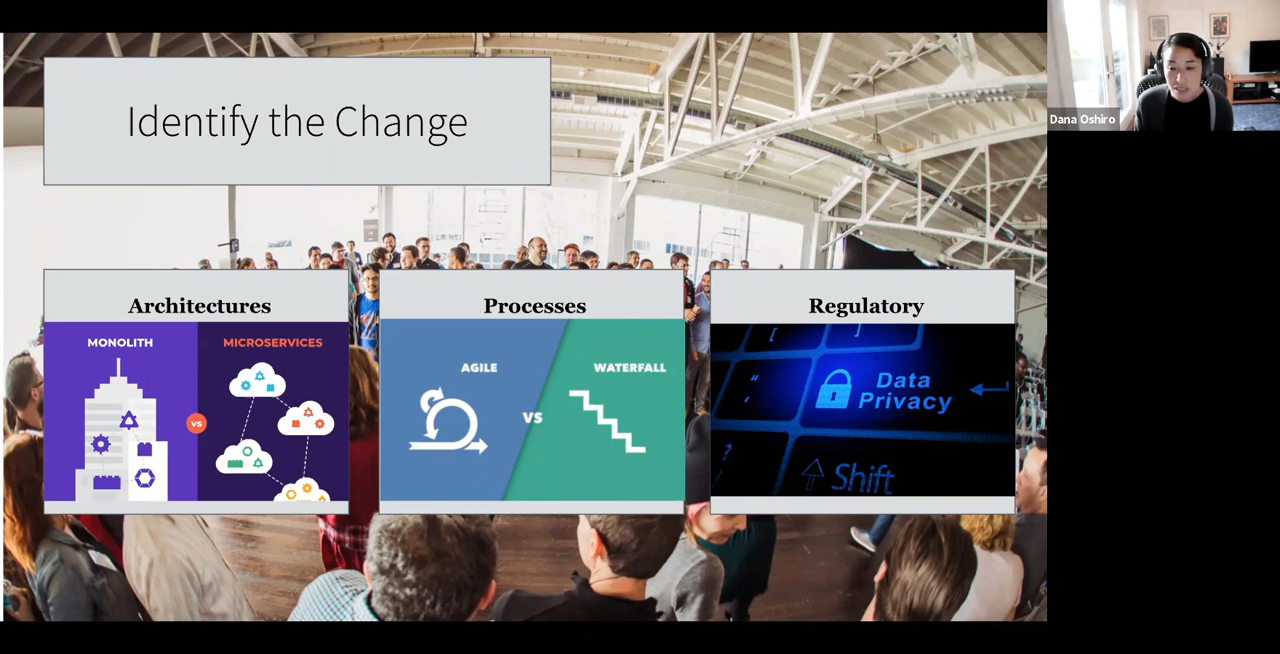 Identify the Change
Dana Oshiro
Architectures
MONOLITH
MICROSERVICES
vs
Processes
AGILE
WATERFALL
VS
Regulatory
Data
Privacy
Shift